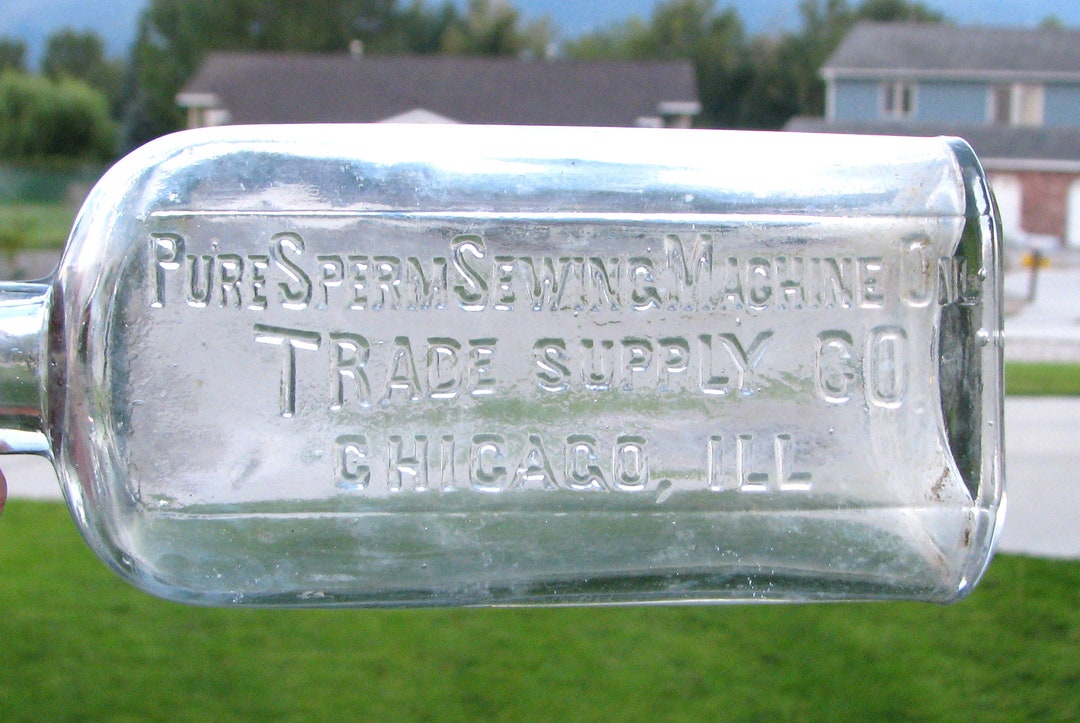 PURE SPERM SEWING MACHINE OIL
TRADE SUPPLY CO
CHICAGO, ILL